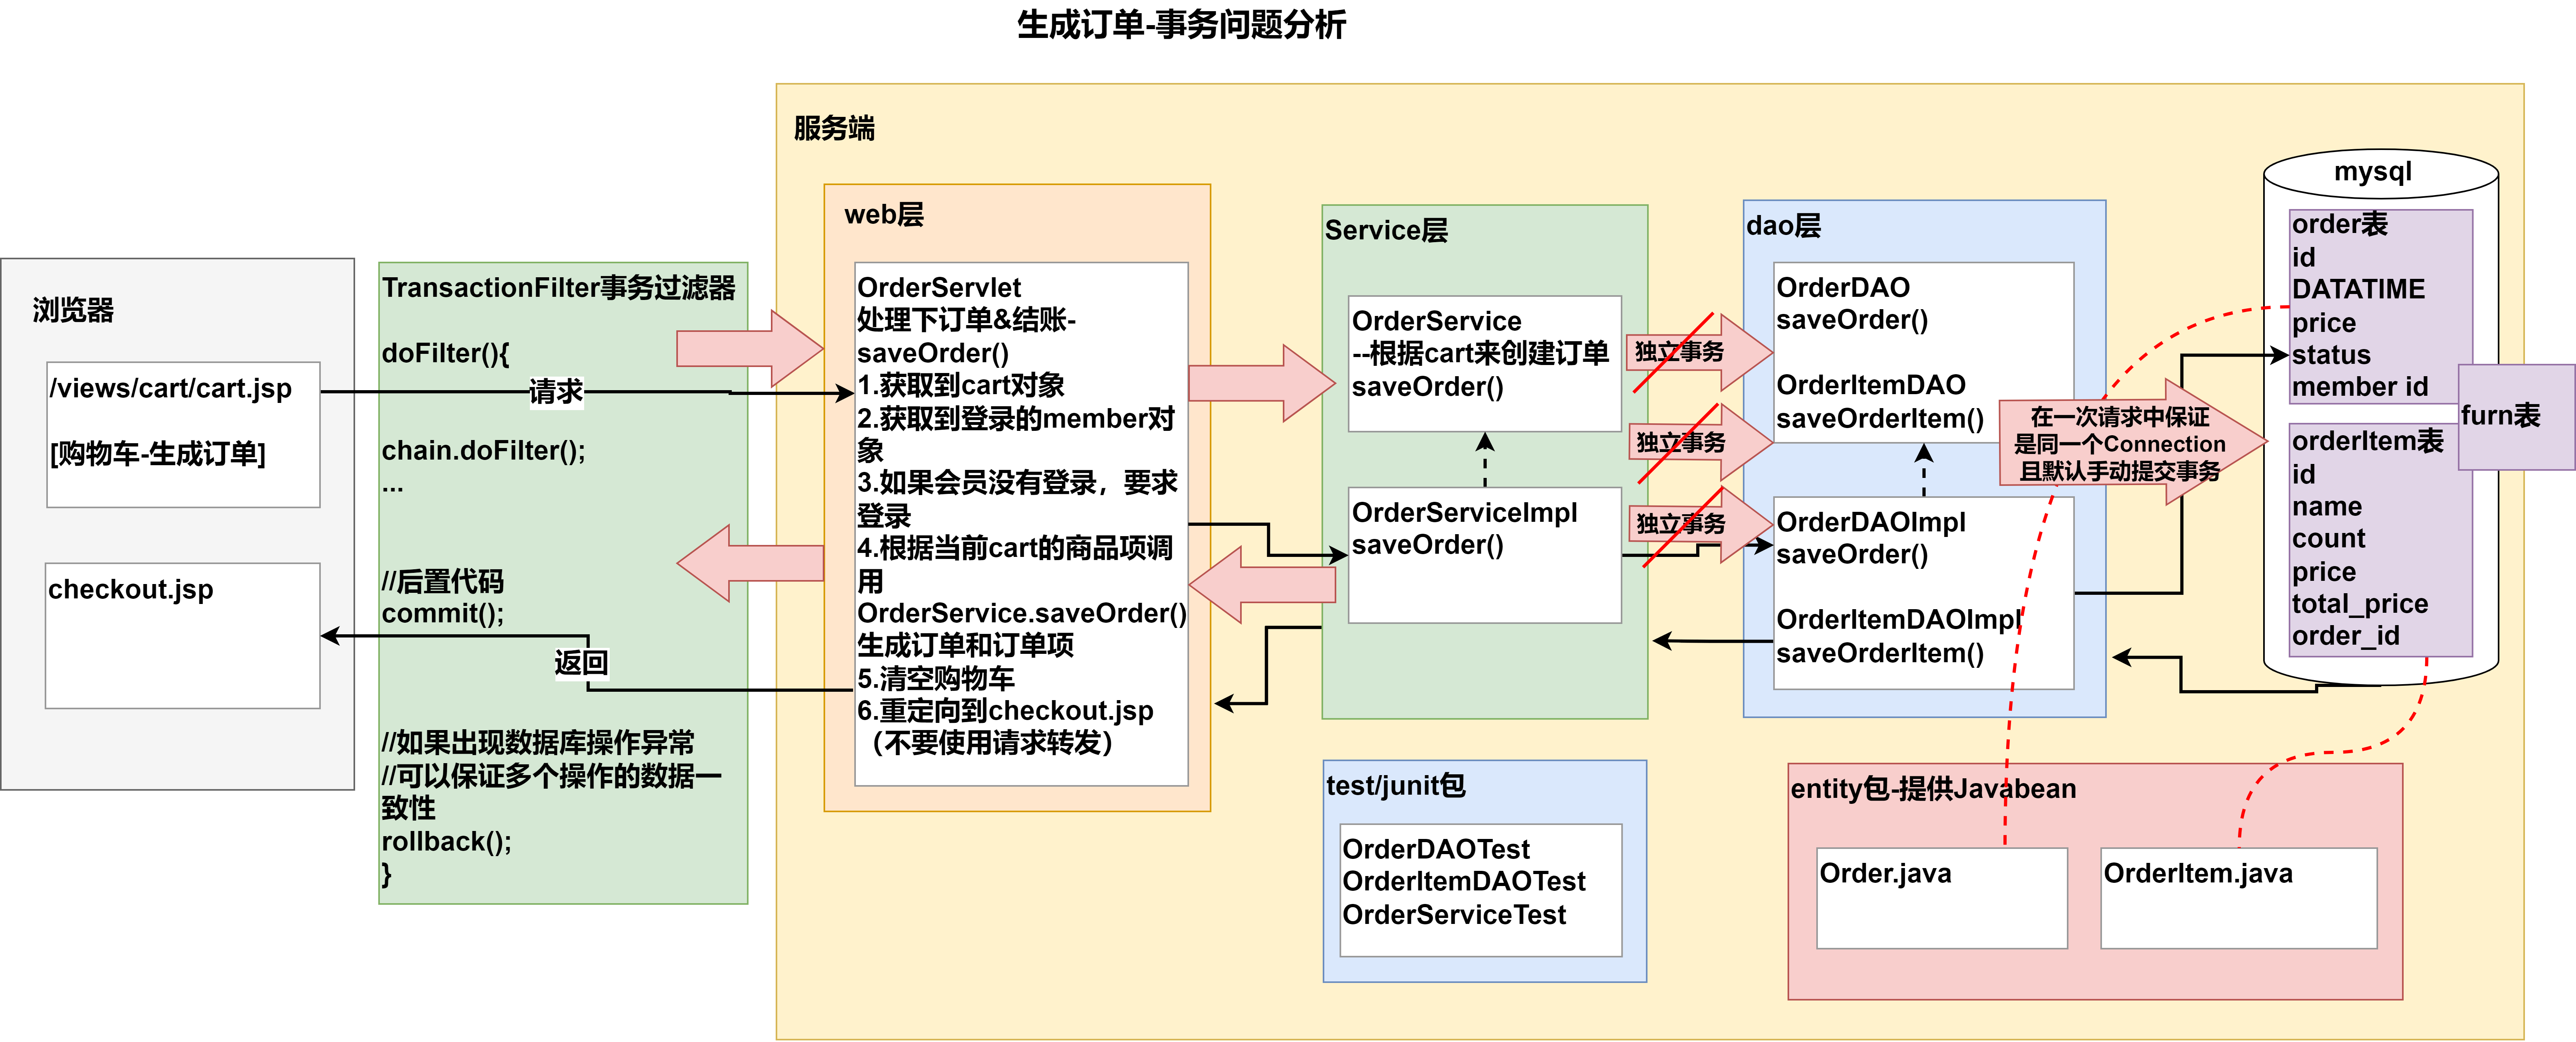 生成订单-事务问题分析
服务端
浏览器
/views/cart/cart.jsp
[购物车-生成订单]
checkout.jsp
请求
返回
TransactionFilter事务过滤器
doFilter(){
chain.doFilter();
...
//后置代码
commit();
//如果出现数据库操作异常
//可以保证多个操作的数据一
致性
rollback();
}
web层
OrderServlet
处理下订单&结账-
saveOrder()
1.获取到cart对象
2.获取到登录的member对
象
3.如果会员没有登录，要求
登录
4.根据当前cart的商品项调
用
OrderService.saveOrder()
生成订单和订单项
5.清空购物车
6.重定向到checkout.jsp
（不要使用请求转发）
Service层
OrderService
--根据cart来创建订单
saveOrder()
OrderServiceImpl
saveOrder()
独立事务
独立事务
独立事务
dao层
OrderDAO
saveOrder()
OrderItemDAO
saveOrderItem()
OrderDAOImpl
saveOrder()
OrderItemDAOImpl
saveOrderItem()
在一次请求中保证
是同一个Connection
且默认手动提交事务
mysql
order表
id
DATATIME
price
status
member id
furn表
orderItem表
id
name
count
price
total_price
order_id
test/junit包
OrderDAOTest
OrderItemDAOTest
OrderServiceTest
entity包-提供Javabean
Order.java
OrderItem.java